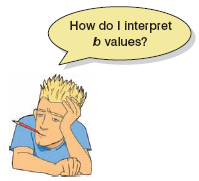 How do I interpret
b values?